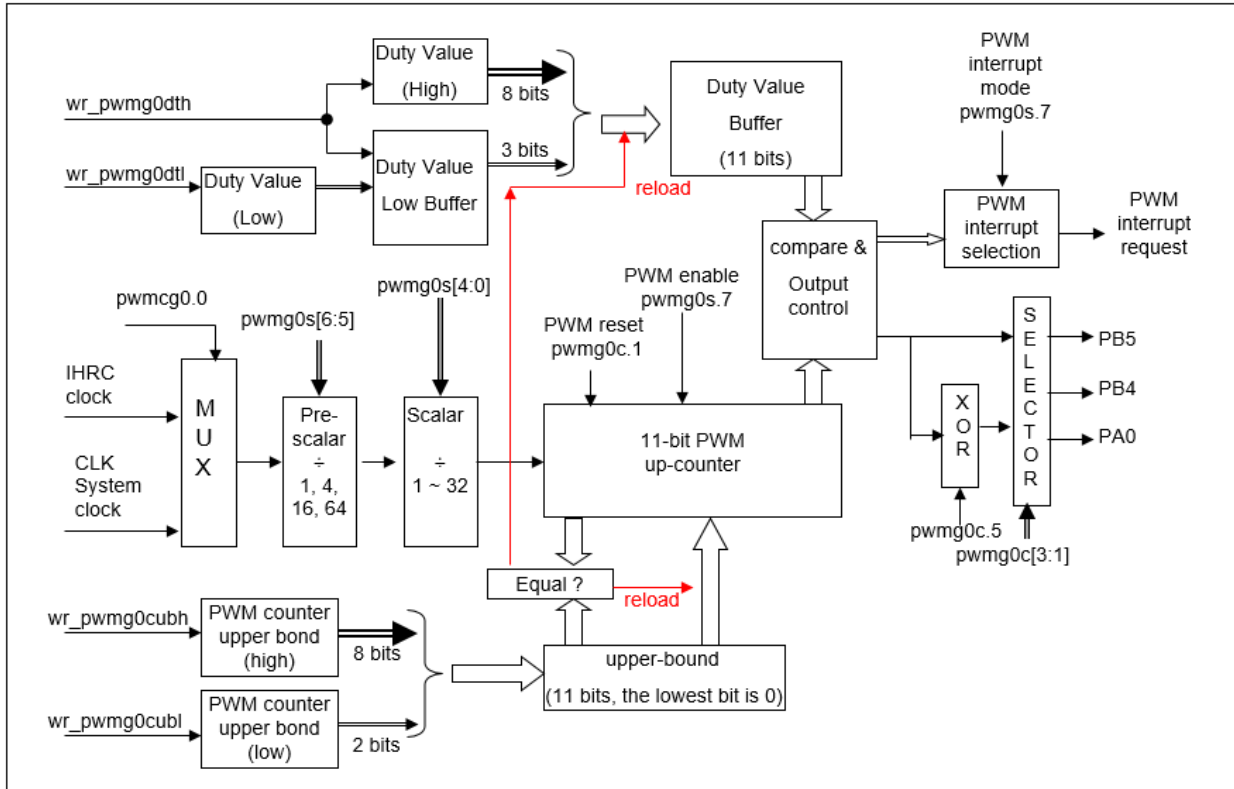 wr_pwmg0dth
wr_pwmg0dtl
Duty Value
(High)
8 bits
Duty Value
(Low)
Duty Value
Low Buffer
3 bits
reload
Duty Value
Buffer
(11 bits)
PWM
interrupt
mode
pwmg0s.7
compare &
Output
control
PWM
interrupt
selection
PWM
interrupt
request
pwmcg0.0
pwmg0s[6:5]
pwmg0s[4:0]
PWM enable
pwmg0s.7
PWM reset
pwmg0c.1
IHRC
clock
CLK
System
clock
M
U
X
Pre-
scalar
÷
1, 4,
16, 64
Scalar
÷
1 ~ 32
11-bit PWM
up-counter
X
O
R
S
E
L
E
C
T
O
R
PB5
PB4
PA0
pwmg0c.5
pwmg0c[3:1]
Equal ?
reload
wr_pwmg0cubh
PWM counter
upper bond
(high)
8 bits
wr_pwmg0cubl
PWM counter
upper bond
(low)
2 bits
upper-bound
(11 bits, the lowest bit is 0)